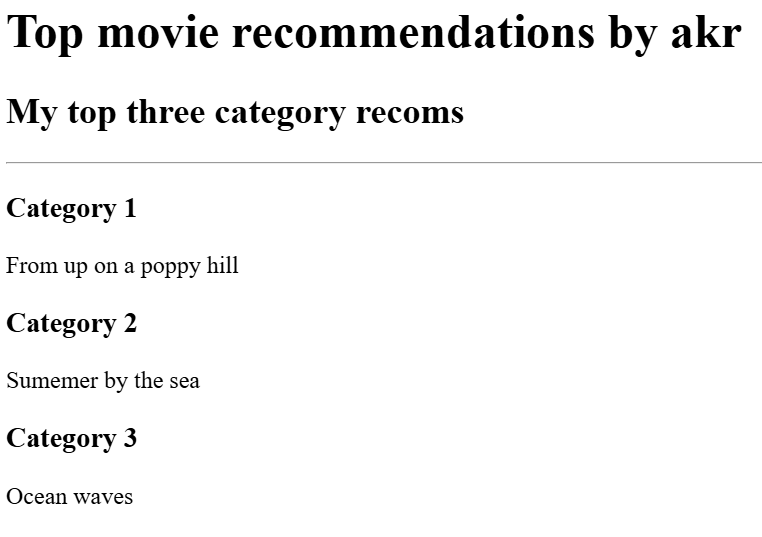 Top movie recommendations by akr
My top three category recoms
Category 1
From up on a poppy hill
Category 2
Sumemer by the sea
Category 3
Ocean waves